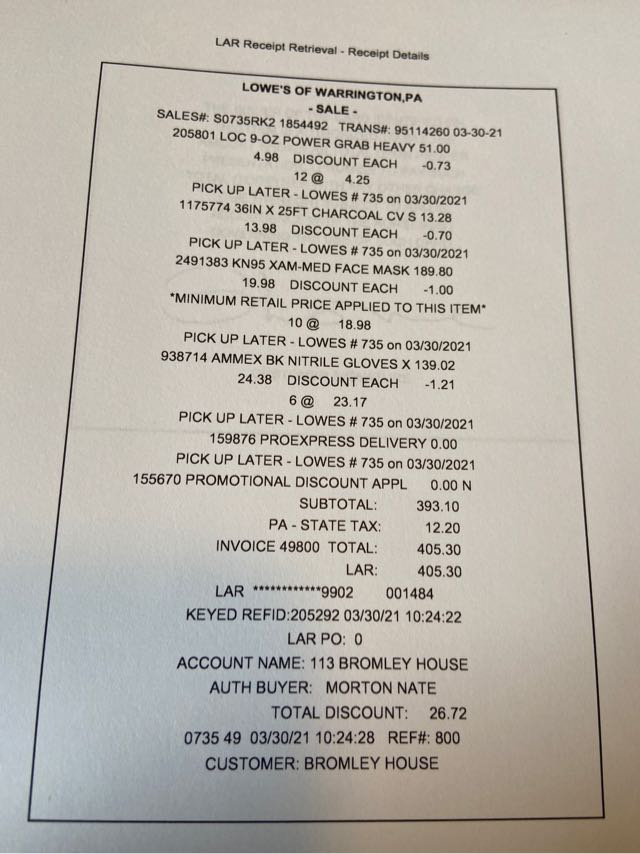 LAR Receipt Retrieval - Receipt Details
LOWE'S OF WARRINGTON,PA
- SALE -
SALES#: S0735RK2 1854492 TRANS#: 95114260 03-30-21
205801 LOC 9-OZ POWER GRAB HEAVY 51.00
4.98 DISCOUNT EACH -0.73
12 @ 4.25
PICK UP LATER - LOWES # 735 on 03/30/2021
1175774 36IN X 25FT CHARCOAL CV S 13.28
13.98 DISCOUNT EACH -0.70
PICK UP LATER - LOWES # 735 on 03/30/2021
2491383 KN95 XAM-MED FACE MASK 189.80
19.98 DISCOUNT EACH -1.00
*MINIMUM RETAIL PRICE APPLIED TO THIS ITEM*
10 @ 18.98
PICK UP LATER - LOWES # 735 on 03/30/2021
938714 AMMEX BK NITRILE GLOVES X 139.02
24.38 DISCOUNT EACH -1.21
6 @ 23.17
PICK UP LATER - LOWES # 735 on 03/30/2021
159876 PROEXPRESS DELIVERY 0.00
PICK UP LATER - LOWES # 735 on 03/30/2021
155670 PROMOTIONAL DISCOUNT APPL 0.00 N
SUBTOTAL: 393.10
PA - STATE TAX: 12.20
INVOICE 49800 TOTAL: 405.30
LAR: 405.30
LAR ************9902 001484
KEYED REFID:205292 03/30/21 10:24:22
LAR PO: 0
ACCOUNT NAME: 113 BROMLEY HOUSE
AUTH BUYER: MORTON NATE
TOTAL DISCOUNT: 26.72
0735 49 03/30/21 10:24:28 REF#: 800
CUSTOMER: BROMLEY HOUSE